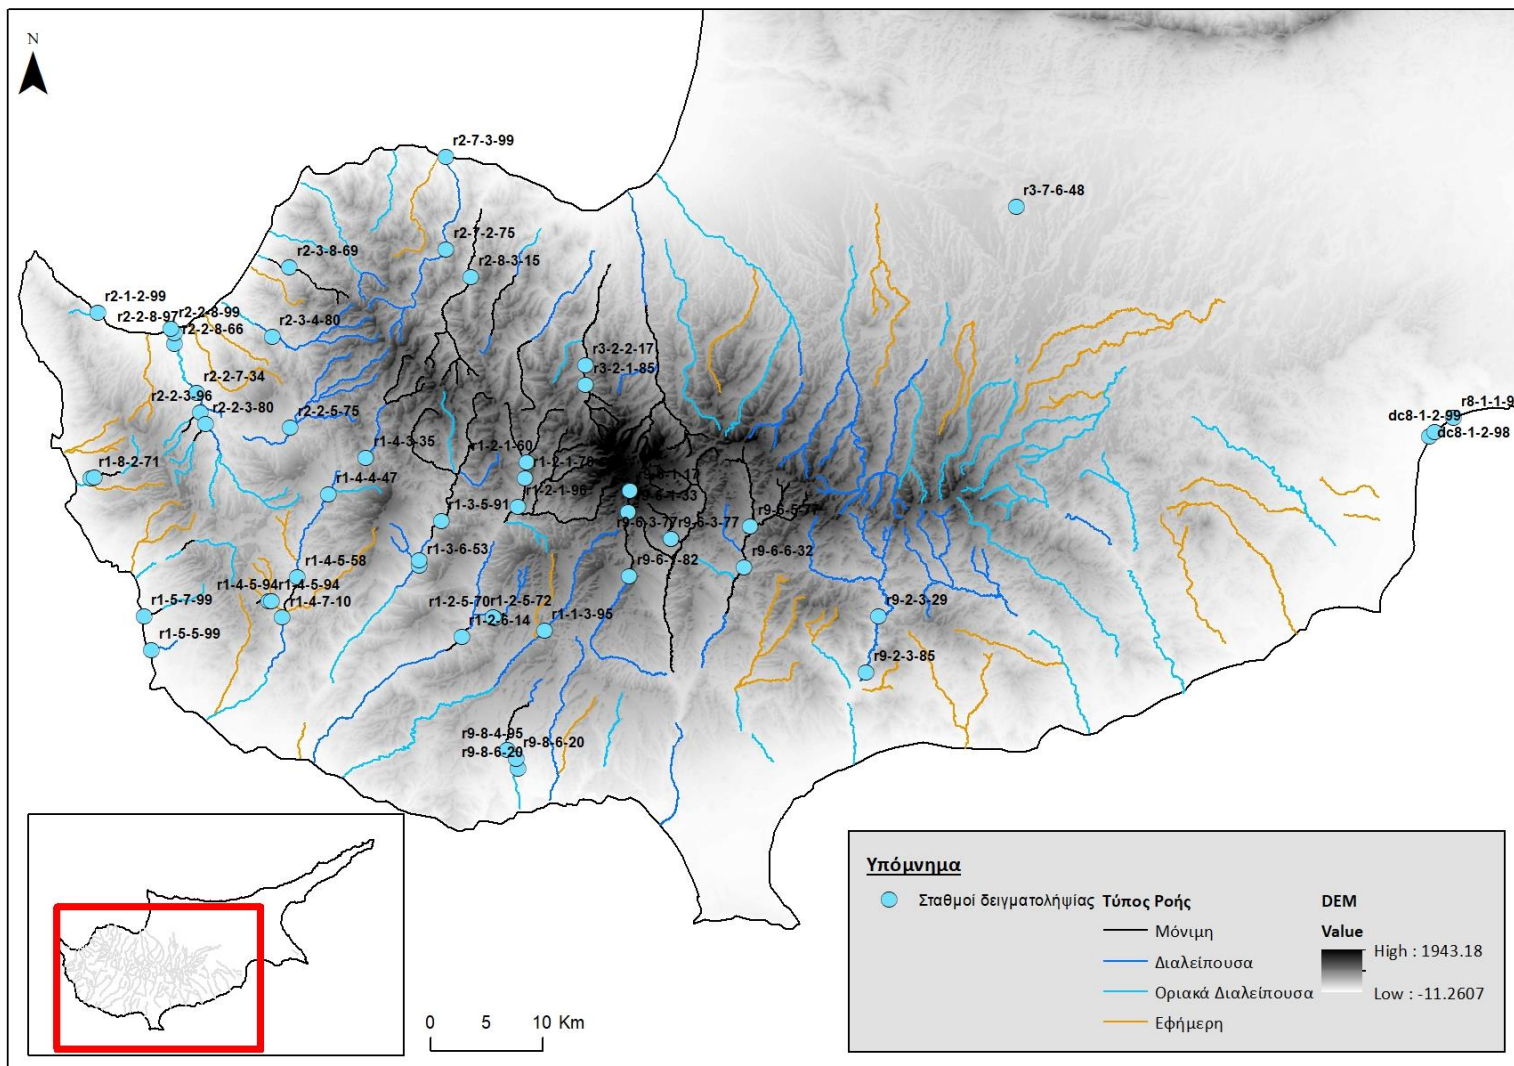 N
r2-7-3-99
r3-7-6-48
r2-7-2-75
r2-3-8-69
r2-8-3-15
r2-1-2-99
r2-2-8-99
r2-2-8-97
r2-2-8-66
r2-3-4-80
r3-2-2-17
r3-2-1-85
r2-2-7-34
r2-2-3-96
r2-2-3-80
r2-2-5-75
r8-1-1-9
dc8-1-2-99
dc8-1-2-98
r1-4-3-35
r1-2-1-60
r1-8-2-71
r1-4-4-47
r1-2-1-96
r1-3-5-91
r9-6-3-77
r9-6-3-77
r9-6-5-77
r1-3-6-53
r9-6-6-32
r1-4-5-58
r1-4-5-94
r1-4-5-94
r1-4-7-10
r1-5-7-99
r1-2-5-70
r1-2-5-72
r1-2-6-14
r1-1-3-95
r9-2-3-29
r1-5-5-99
r9-2-3-85
r9-8-4-95
r9-8-6-20
r9-8-6-20
0 5 10 Km
Υπόμνημα
Σταθμοί δειγματοληψίας
Τύπος Ροής
Μόνιμη
Διαλείπουσα
Οριακά Διαλείπουσα
Εφήμερη
DEM
Value
High : 1943.18
Low : -11.2607